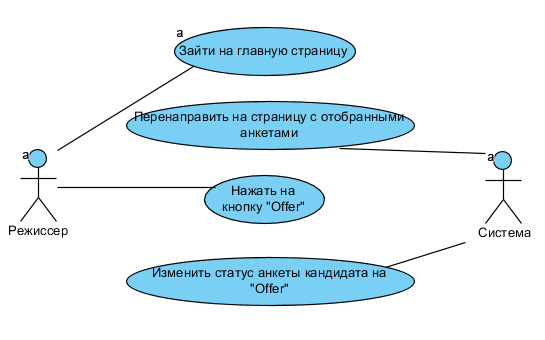 a
Зайти на главную страницу
Перенаправить на страницу с отобранными
анкетами
a
a
Нажать на
кнопку "Offer"
Режиссер
Система
Изменить статус анкеты кандидата на
"Offer"